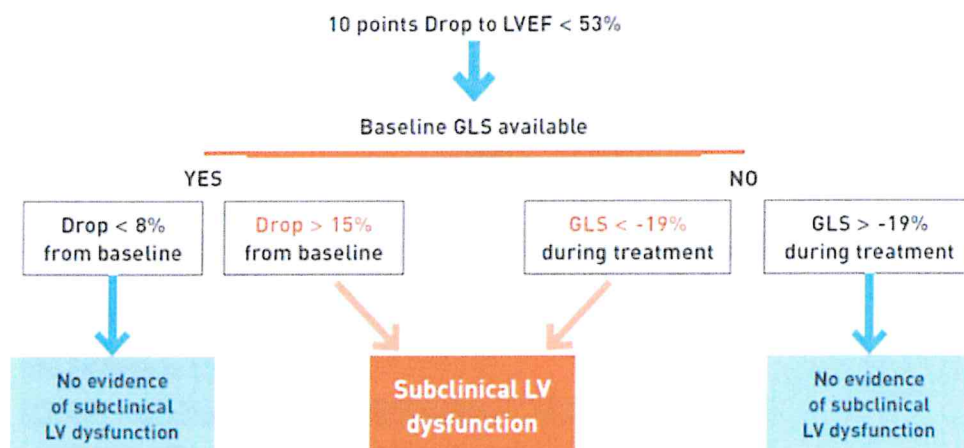 10 points Drop to LVEF < 53%
Baseline GLS available
YES
NO
Drop < 8%
from baseline
Drop > 15%
from baseline
GLS < -19%
during treatment
GLS > -19%
during treatment
No evidence
of subclinical
LV dysfunction
Subclinical LV
dysfunction
No evidence
of subclinical
LV dysfunction